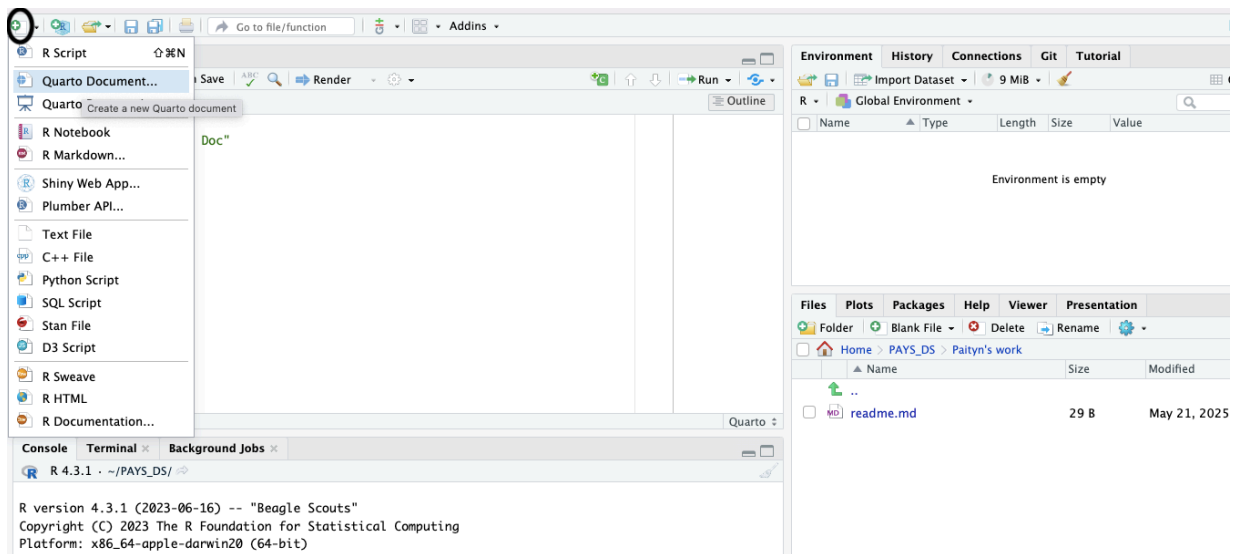 Go to file/function
Addins
R Script ⇧⌘N
Quarto Document...
Quarto
Create a new Quarto document
R Notebook
R Markdown...
Shiny Web App...
Plumber API...
Text File
C++ File
Python Script
SQL Script
Stan File
D3 Script
R Sweave
R HTML
R Documentation...
Save ABC Render Run
Outline
Doc"
Quarto
Console Terminal Background Jobs
R 4.3.1 · ~/PAYS_DS/
R version 4.3.1 (2023-06-16) -- "Beagle Scouts"
Copyright (C) 2023 The R Foundation for Statistical Computing
Platform: x86_64-apple-darwin20 (64-bit)
Environment History Connections Git Tutorial
Import Dataset 9 MiB
R Global Environment
Name Type Length Size Value
Environment is empty
Files Plots Packages Help Viewer Presentation
Folder Blank File Delete Rename
Home > PAYS_DS > Paityn's work
Name Size Modified
..
MD readme.md 29 B May 21, 2025